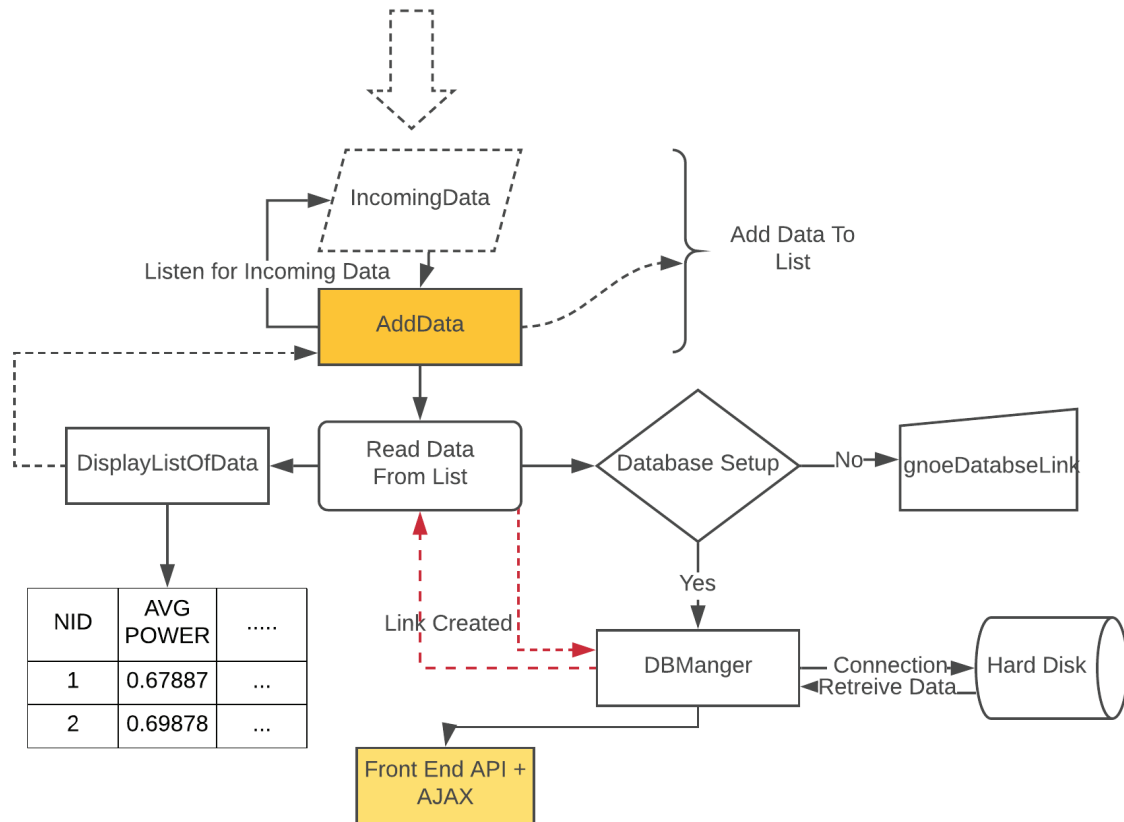 IncomingData
Add Data To
List
Listen for Incoming Data
AddData
Read Data
From List
DisplayListOfData
Database Setup
No
gnoeDatabseLink
Yes
NID
AVG
POWER
.....
1
0.67887
...
2
0.69878
...
Link Created
DBManger
Connection
Retreive Data
Hard Disk
Front End API +
AJAX